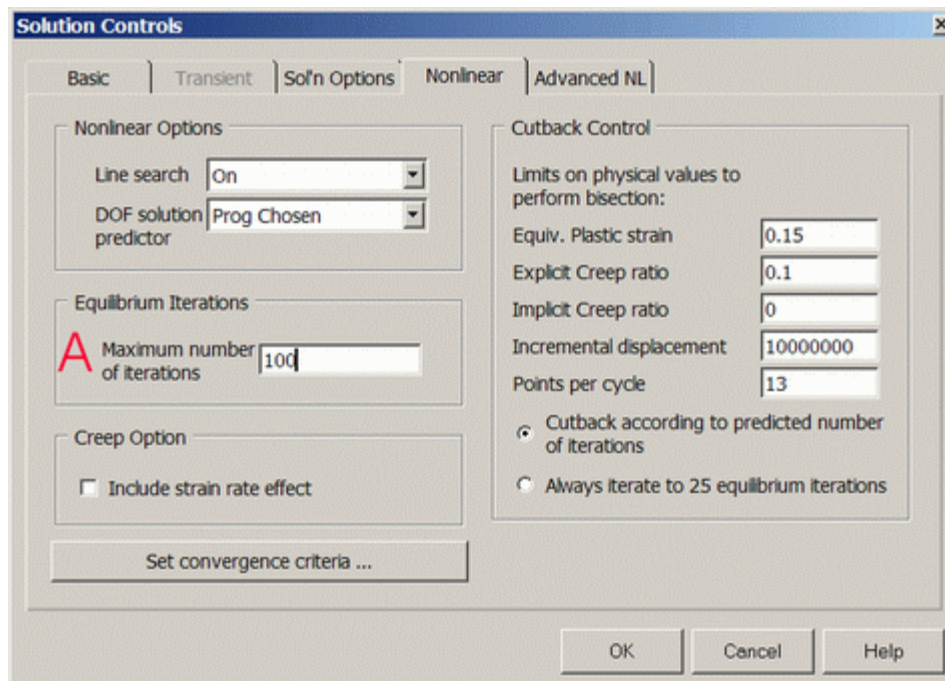 Solution Controls
Basic
Transient
Sol'n Options
Nonlinear
Advanced NL
Nonlinear Options
Line search
On
DOF solution
predictor
Prog Chosen
Equilibrium Iterations
A
Maximum number
of iterations
100
Creep Option
Include strain rate effect
Set convergence criteria ...
Cutback Control
Limits on physical values to
perform bisection:
Equiv. Plastic strain
0.15
Explicit Creep ratio
0.1
Implicit Creep ratio
0
Incremental displacement
10000000
Points per cycle
13
Cutback according to predicted number
of iterations
Always iterate to 25 equilibrium iterations
OK
Cancel
Help